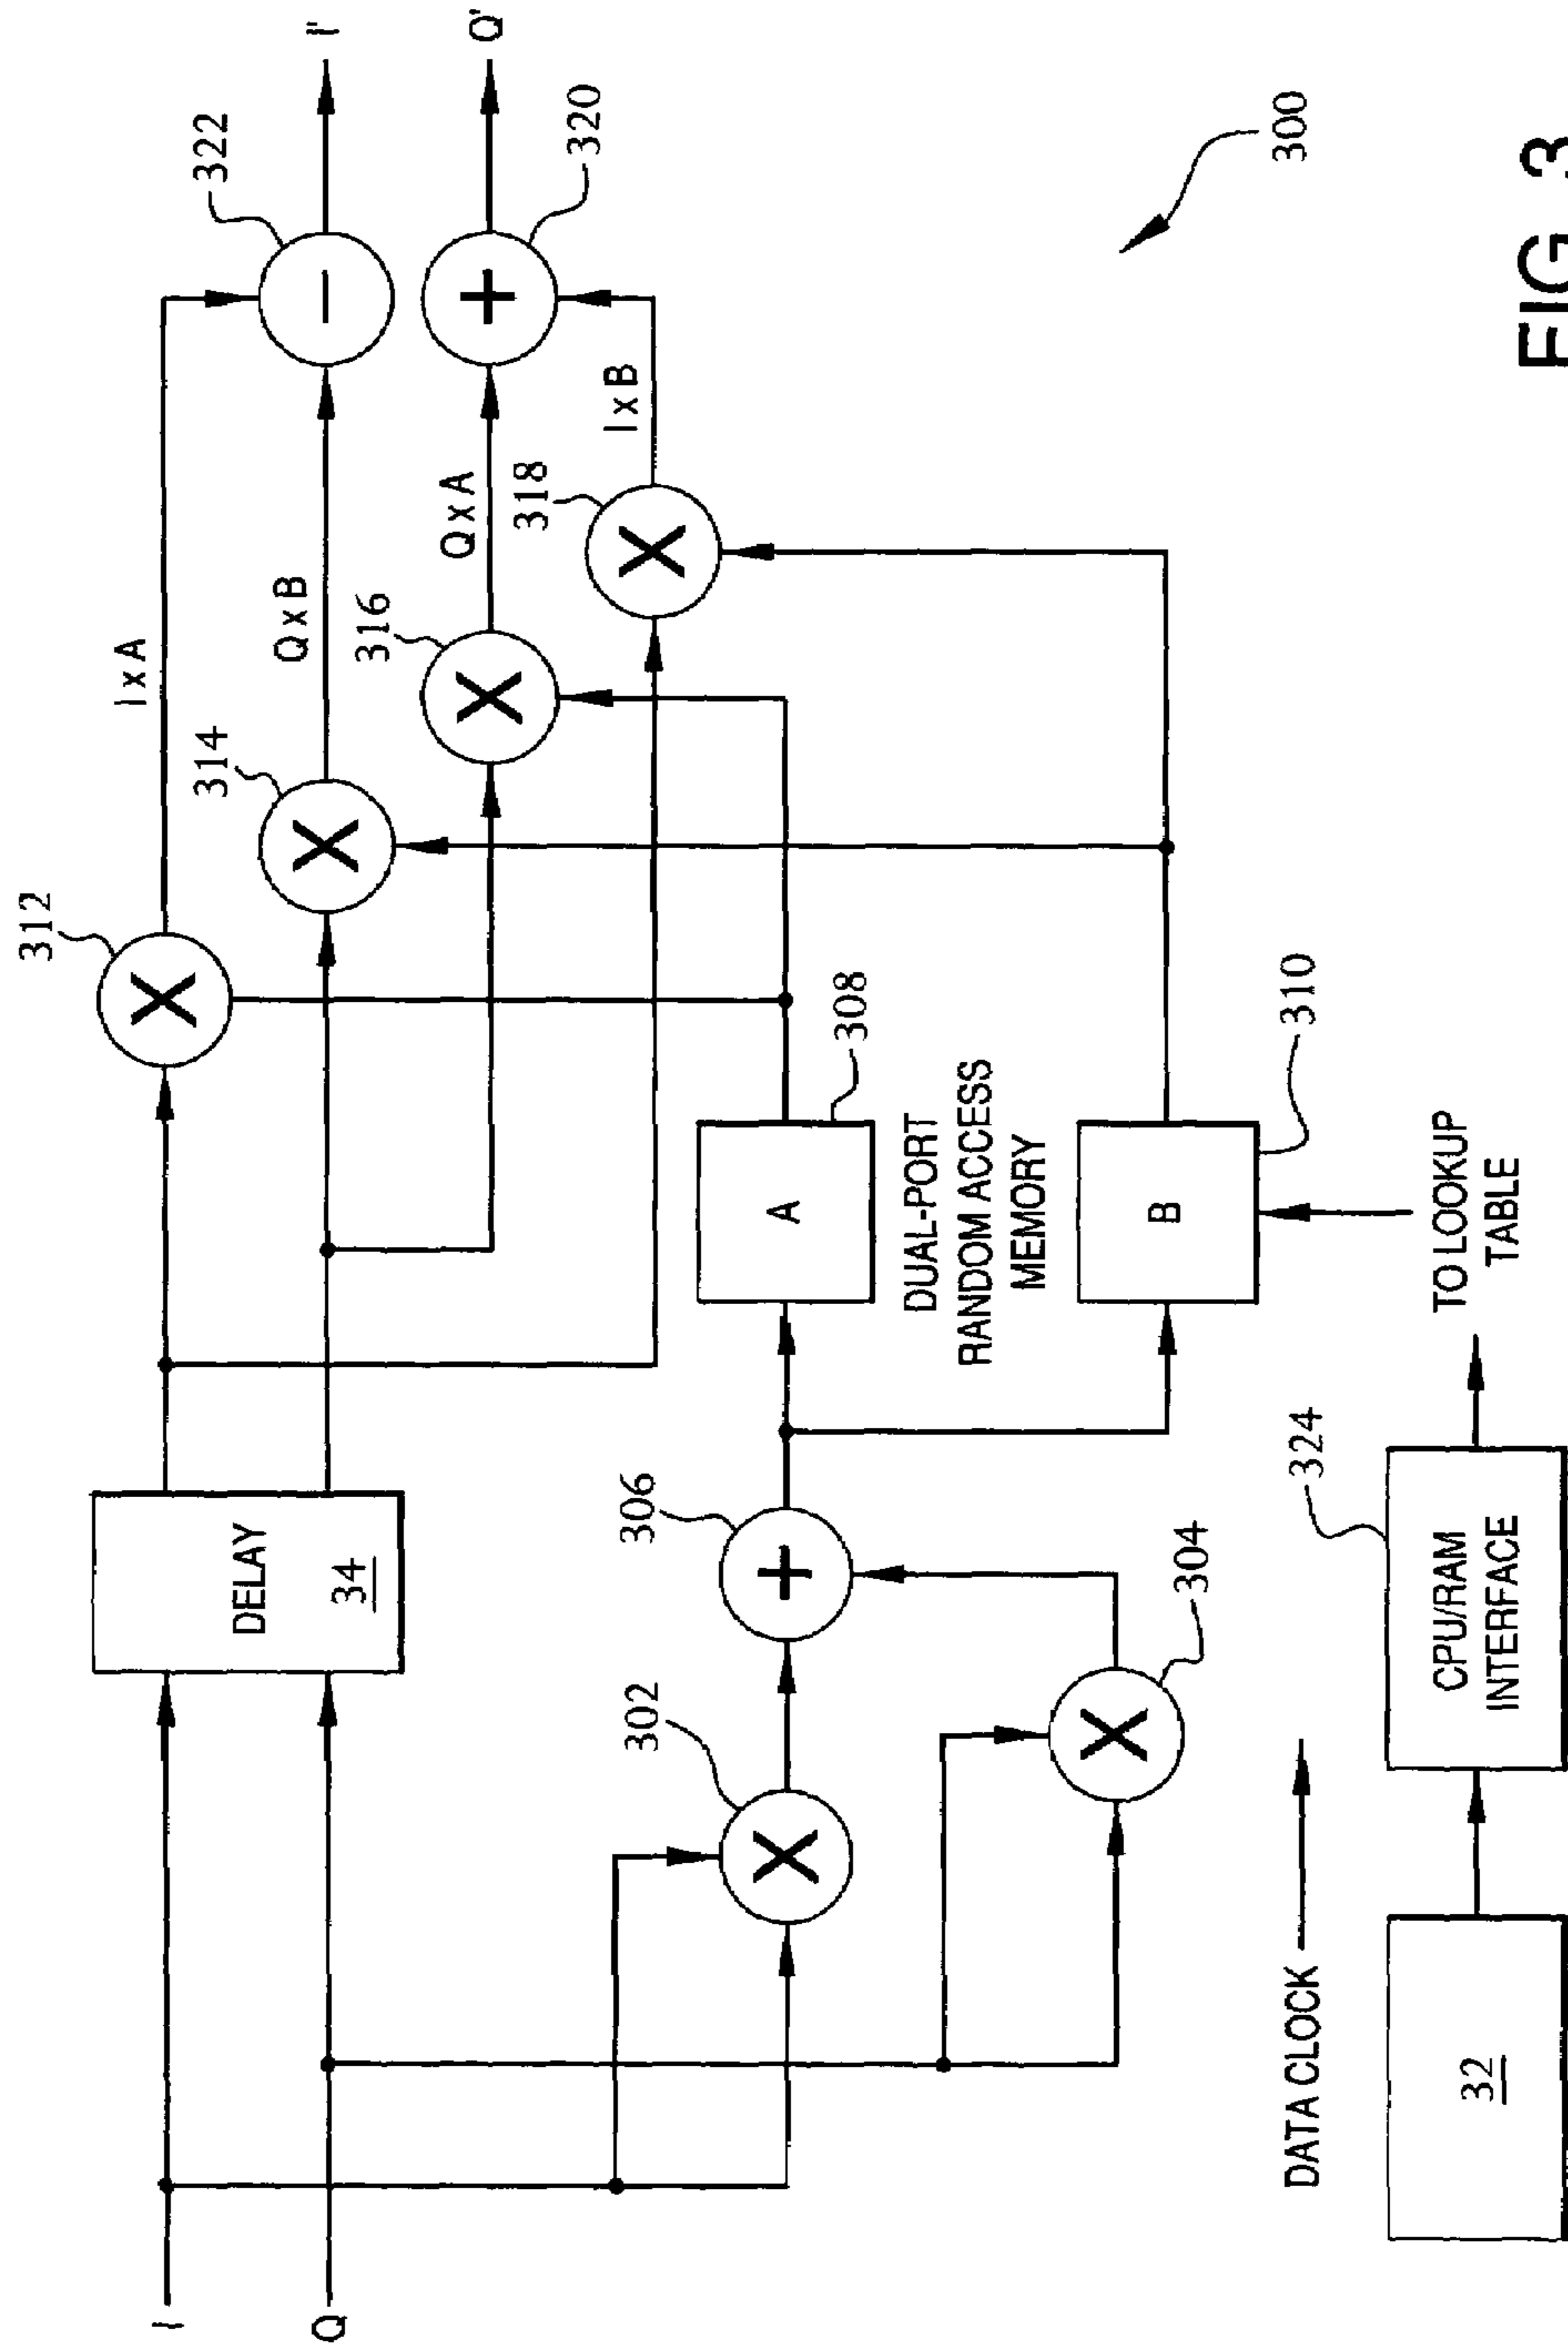 312
I x A
322
I'
314
Q x B
I
DELAY
34
316
Q x A
320
Q'
Q
318
I x B
302
306
A
308
DUAL-PORT
RANDOM ACCESS
MEMORY
304
B
310
300
DATA CLOCK
324
32
CPU/RAM
INTERFACE
TO LOOKUP
TABLE
FIG. 3